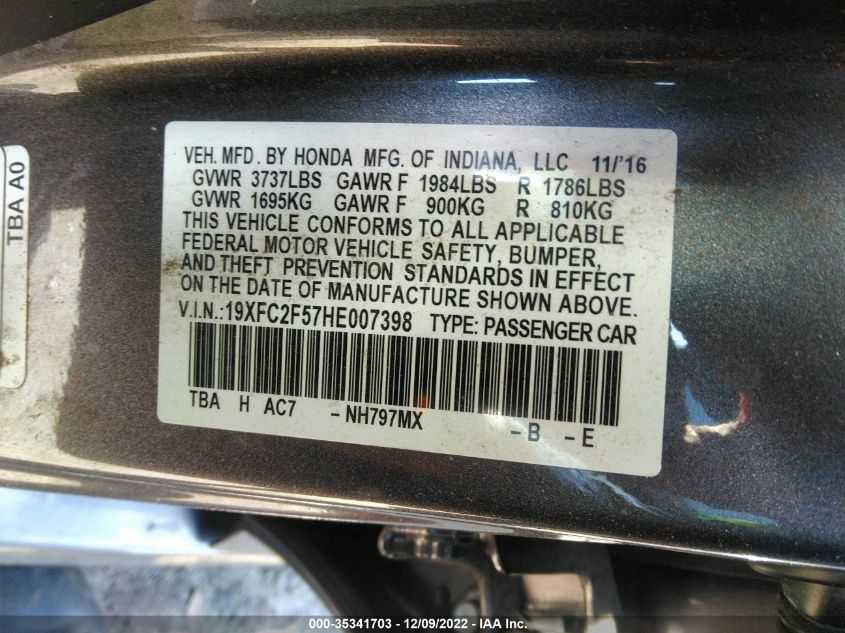 TBA A0
VEH. MFD. BY HONDA MFG. OF INDIANA, LLC 11/'16
GVWR 3737LBS GAWR F 1984LBS R 1786LBS
GVWR 1695KG GAWR F 900KG R 810KG
THIS VEHICLE CONFORMS TO ALL APPLICABLE
FEDERAL MOTOR VEHICLE SAFETY, BUMPER,
AND THEFT PREVENTION STANDARDS IN EFFECT
ON THE DATE OF MANUFACTURE SHOWN ABOVE.
V.I.N.:19XFC2F57HE007398 TYPE: PASSENGER CAR
TBA H AC7 -NH797MX -B -E
000-35341703 - 12/09/2022 - IAA Inc.